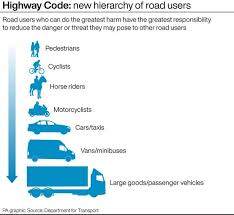 Highway Code: new hierarchy of road users
Road users who can do the greatest harm have the greatest responsibility
to reduce the danger or threat they may pose to other road users
Pedestrians
Cyclists
Horse riders
Motorcyclists
Cars/taxis
Vans/minibuses
Large goods/passenger vehicles
PA graphic. Source: Department for Transport